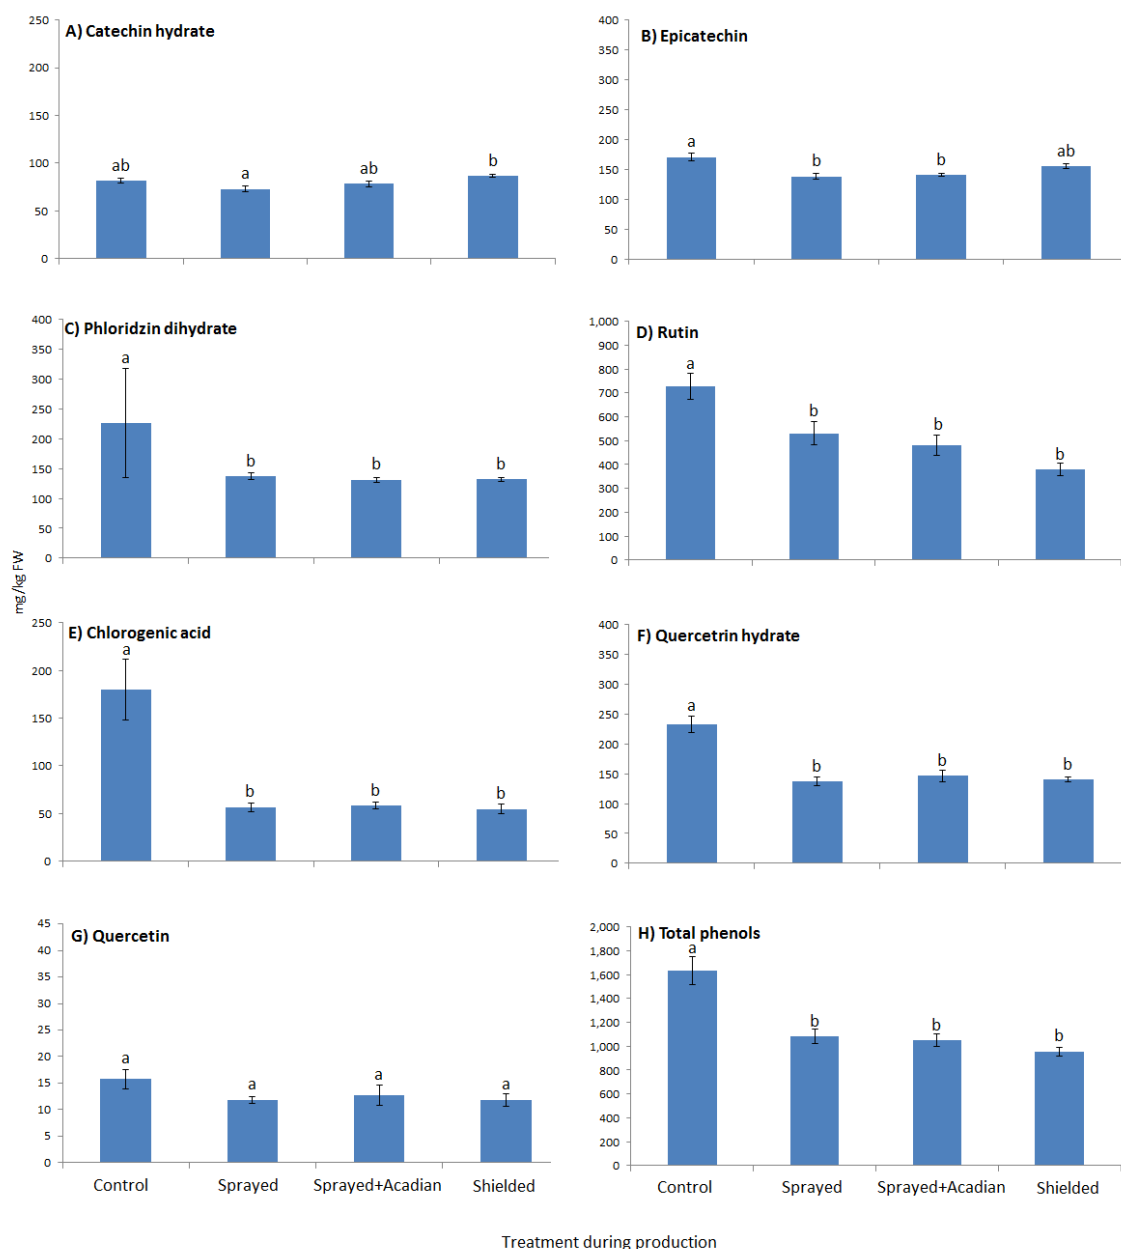 A) Catechin hydrate
250
200
150
100
50
0
ab
a
ab
b
B) Epicatechin
400
350
300
250
200
150
100
50
0
a
b
b
ab
C) Phloridzin dihydrate
400
350
300
250
200
150
100
50
0
a
b
b
b
D) Rutin
1,000
900
800
700
600
500
400
300
200
100
0
a
b
b
b
mg/kg FW
E) Chlorogenic acid
250
200
150
100
50
0
a
b
b
b
F) Quercetrin hydrate
400
350
300
250
200
150
100
50
0
a
b
b
b
G) Quercetin
45
40
35
30
25
20
15
10
5
0
a
a
a
a
Control
Sprayed
Sprayed+Acadian
Shielded
H) Total phenols
2,000
1,800
1,600
1,400
1,200
1,000
800
600
400
200
0
a
b
b
b
Control
Sprayed
Sprayed+Acadian
Shielded
Treatment during production